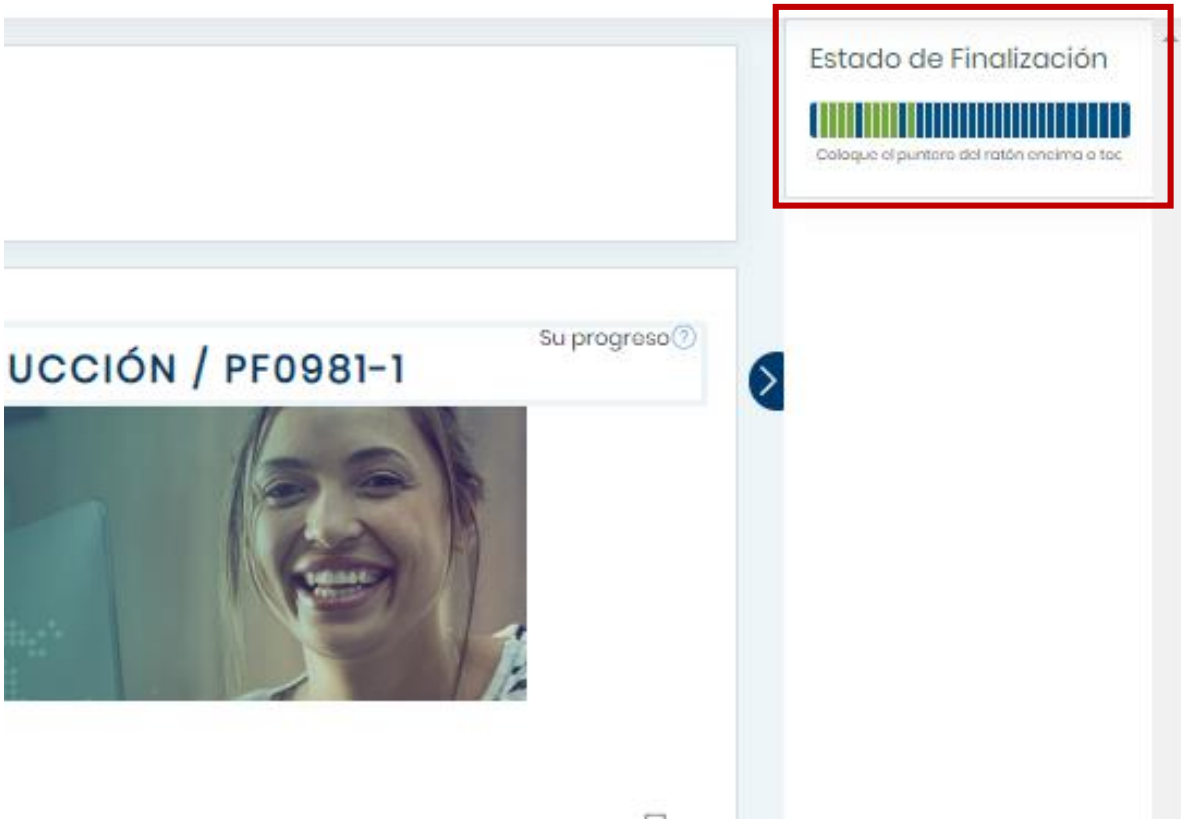 Estado de Finalización
Coloque el puntero del ratón encima o toc
Su progreso
?
UCCIÓN / PF0981-1